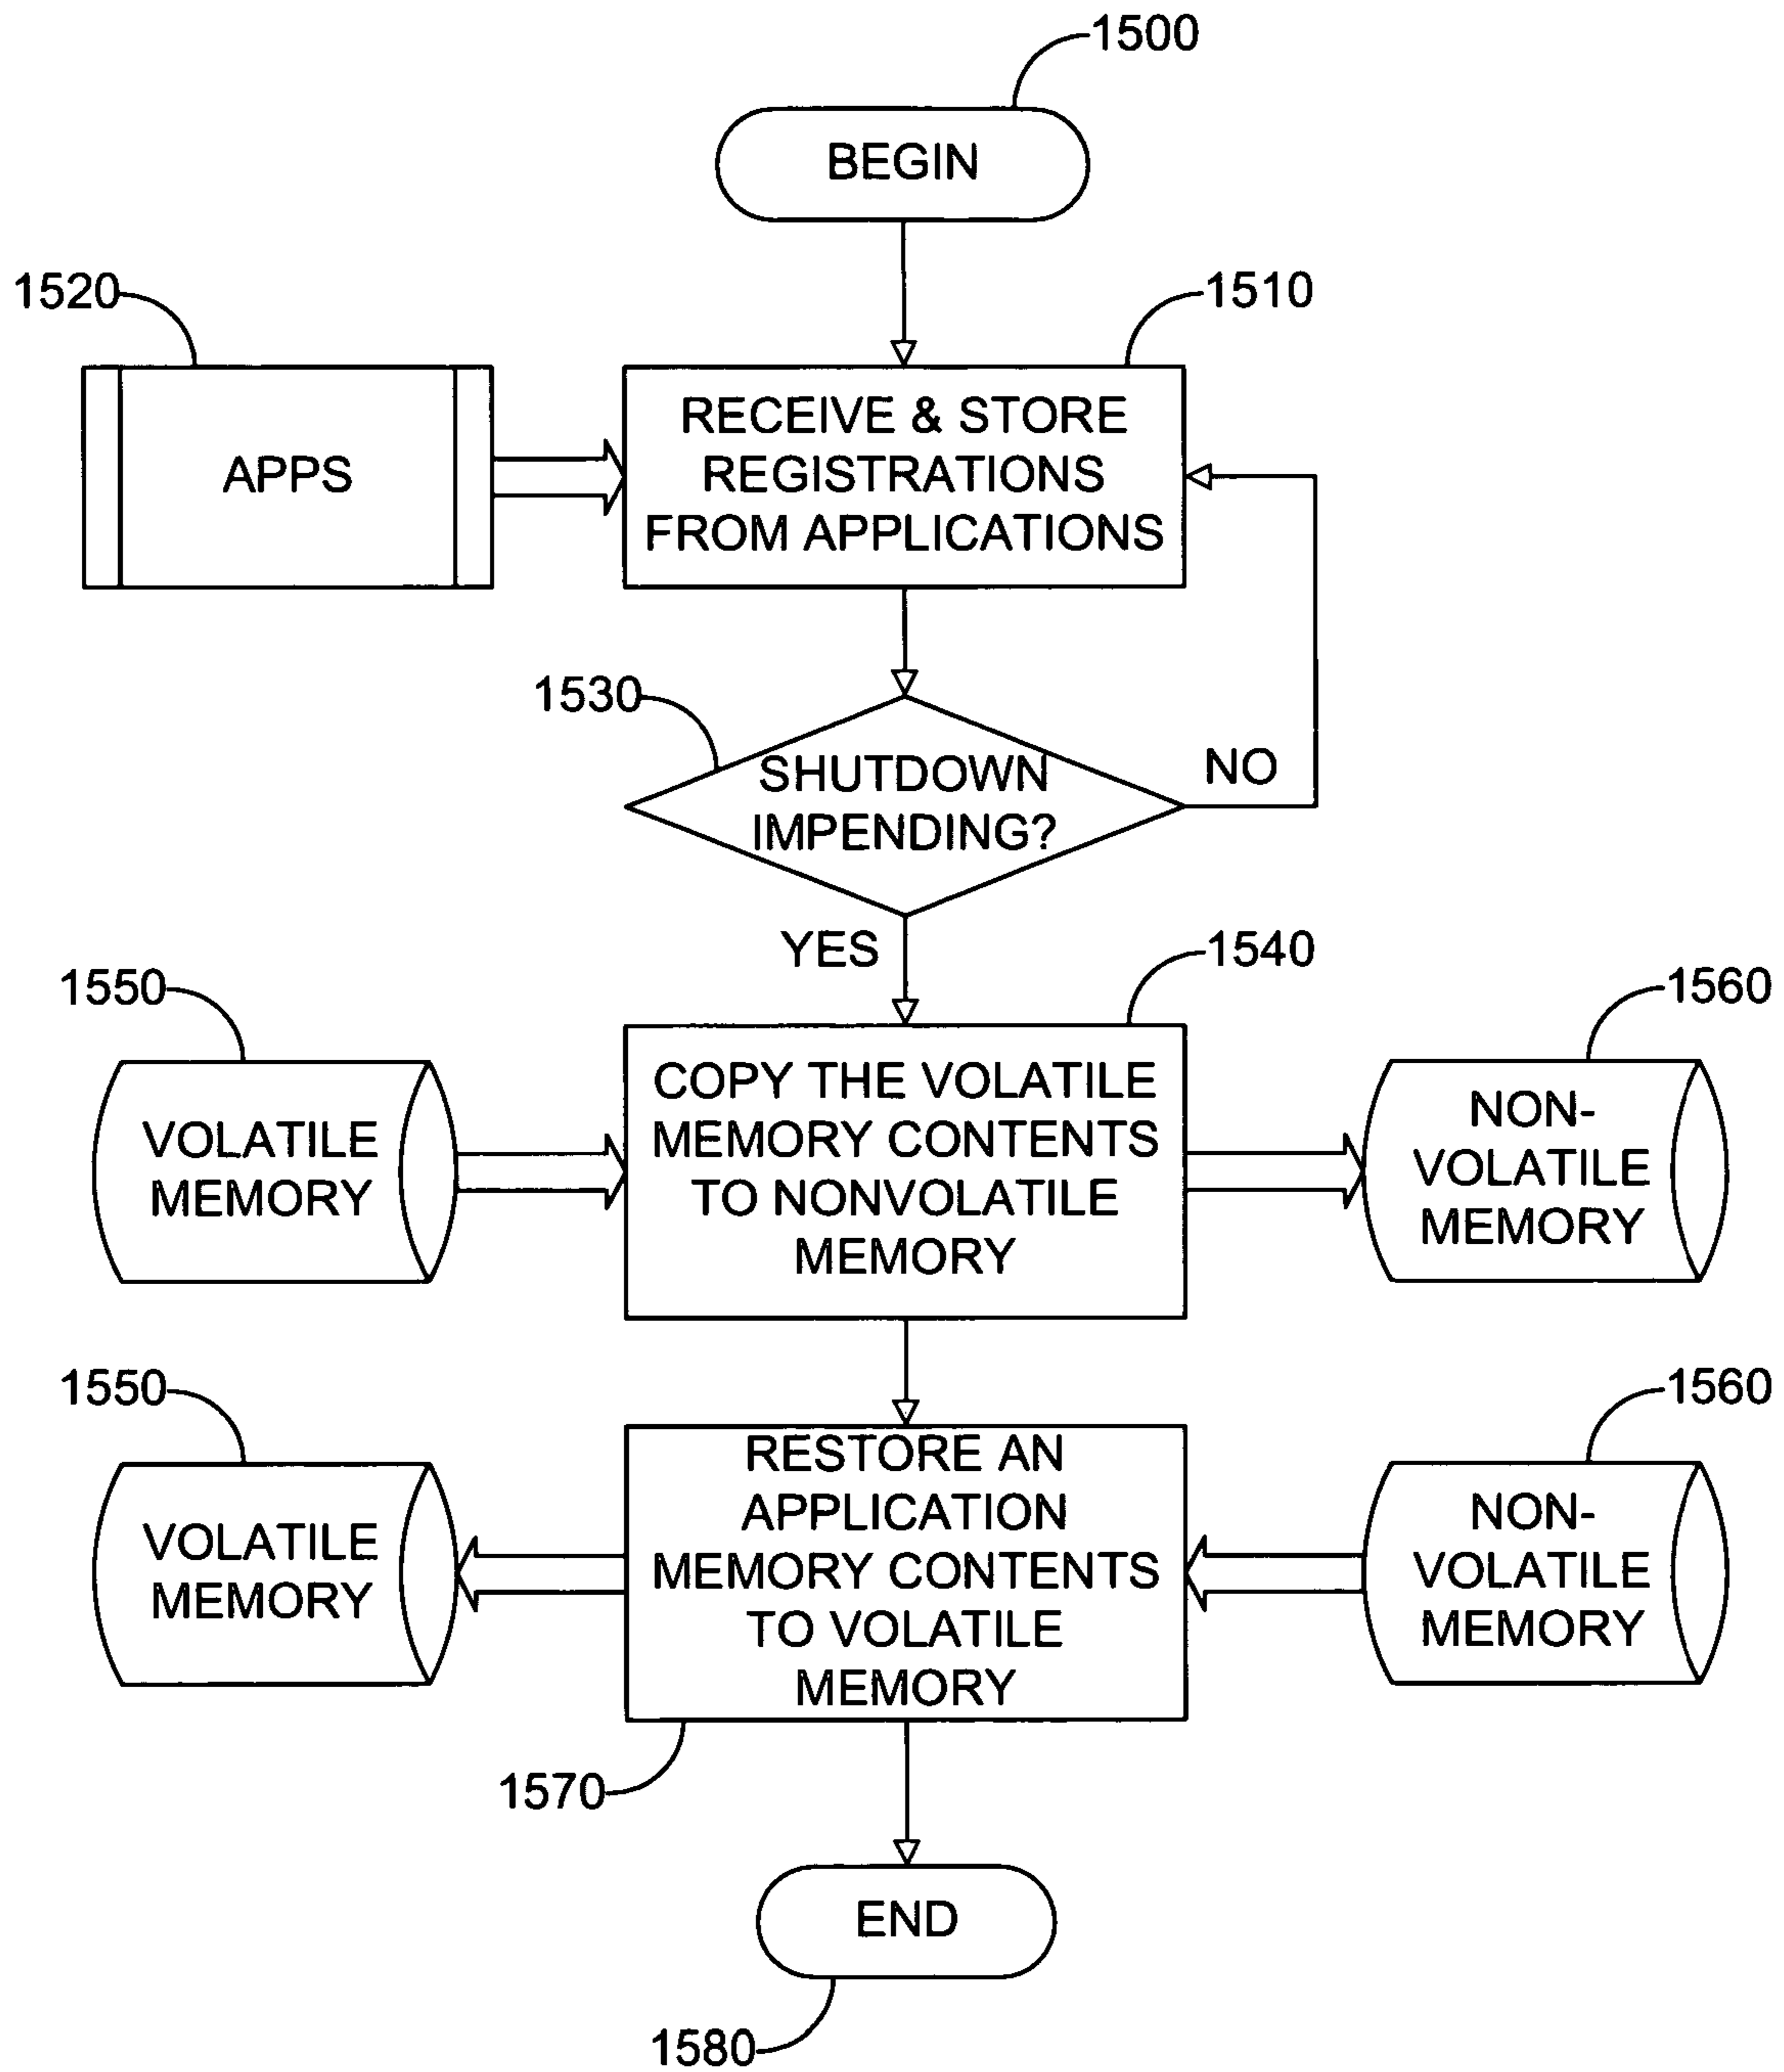 1500
BEGIN
1520
1510
APPS
RECEIVE & STORE
REGISTRATIONS
FROM APPLICATIONS
1530
SHUTDOWN
IMPENDING?
NO
YES
1540
1550
1560
VOLATILE
MEMORY
COPY THE VOLATILE
MEMORY CONTENTS
TO NONVOLATILE
MEMORY
NON-
VOLATILE
MEMORY
1550
1560
VOLATILE
MEMORY
RESTORE AN
APPLICATION
MEMORY CONTENTS
TO VOLATILE
MEMORY
NON-
VOLATILE
MEMORY
1570
END
1580